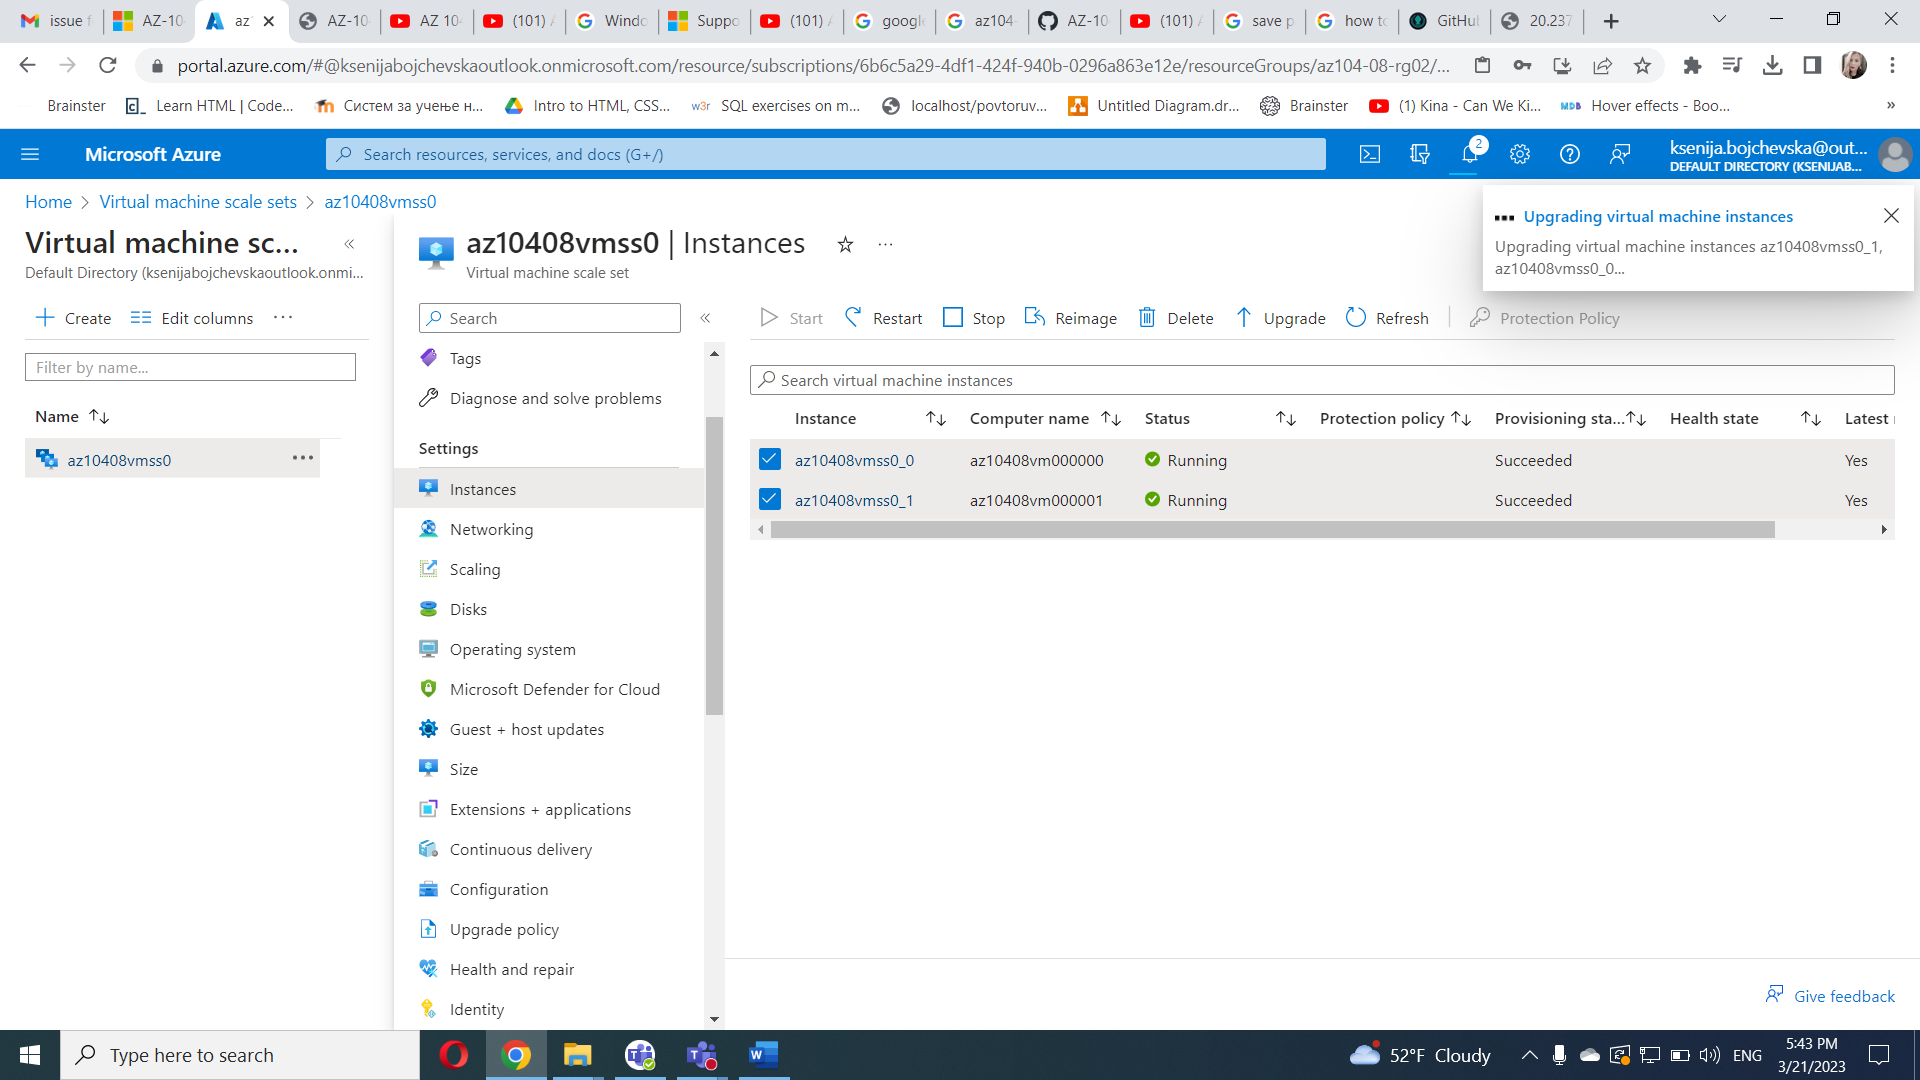 issue f
AZ-10
az
AZ-10
AZ 104
(101) A
Windo
Suppo
(101) A
google
az104-
AZ-10
(101) A
save p
how to
GitHub
20.237
portal.azure.com/#@ksenijabojchevskaoutlook.onmicrosoft.com/resource/subscriptions/6b6c5a29-4df1-424f-940b-0296a863e12e/resourceGroups/az104-08-rg02/...
Brainster
Learn HTML | Code...
Систем за учење н...
Intro to HTML, CSS...
w3r SQL exercises on m...
localhost/povtoruv...
Untitled Diagram.dr...
Brainster
(1) Kina - Can We Ki...
MDB Hover effects - Boo...
»
Microsoft Azure
Search resources, services, and docs (G+/)
2
ksenija.bojchevska@out...
DEFAULT DIRECTORY (KSENIJAB...
Home > Virtual machine scale sets > az10408vmss0
Upgrading virtual machine instances
Upgrading virtual machine instances az10408vmss0_1,
az10408vmss0_0...
Virtual machine sc...
Default Directory (ksenijabojchevskaoutlook.onmi...
Create
Edit columns
Filter by name...
Name
az10408vmss0
az10408vmss0 | Instances
Virtual machine scale set
Search
Tags
Diagnose and solve problems
Settings
Instances
Networking
Scaling
Disks
Operating system
Microsoft Defender for Cloud
Guest + host updates
Size
Extensions + applications
Continuous delivery
Configuration
Upgrade policy
Health and repair
Identity
Start
Restart
Stop
Reimage
Delete
Upgrade
Refresh
Protection Policy
Search virtual machine instances
Instance Computer name Status Protection policy Provisioning sta... Health state Latest
az10408vmss0_0 az10408vm000000 Running Succeeded Yes
az10408vmss0_1 az10408vm000001 Running Succeeded Yes
Give feedback
Type here to search
52°F Cloudy
ENG
5:43 PM
3/21/2023